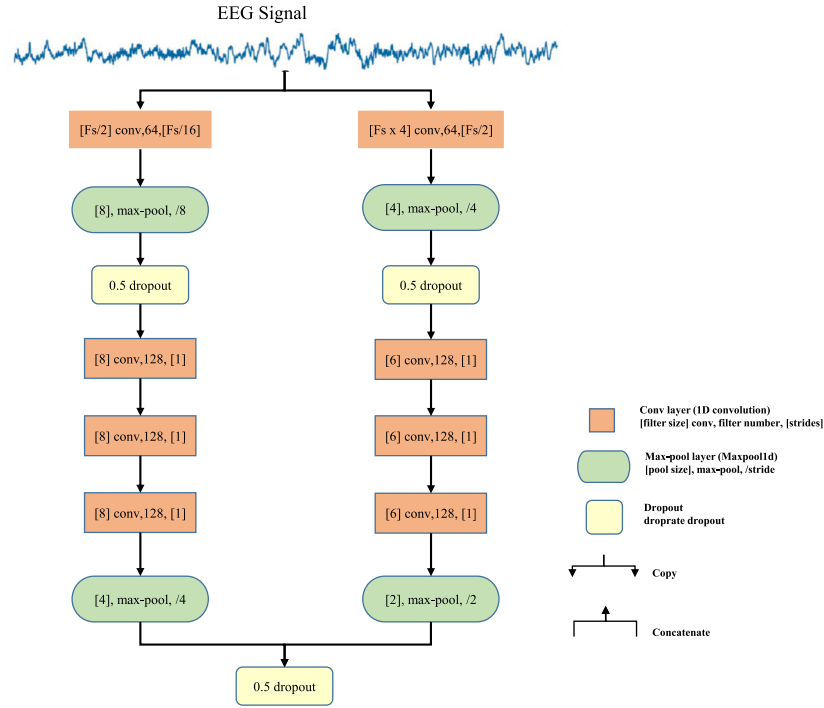 EEG Signal
[Fs/2] conv,64,[Fs/16]
[Fs x 4] conv,64,[Fs/2]
[8], max-pool, /8
[4], max-pool, /4
0.5 dropout
0.5 dropout
[8] conv,128, [1]
[6] conv,128, [1]
[8] conv,128, [1]
[6] conv,128, [1]
[8] conv,128, [1]
[6] conv,128, [1]
[4], max-pool, /4
[2], max-pool, /2
0.5 dropout
Conv layer (1D convolution)
[filter size] conv, filter number, [strides]
Max-pool layer (Maxpool1d)
[pool size], max-pool, /stride
Dropout
droprate dropout
Copy
Concatenate